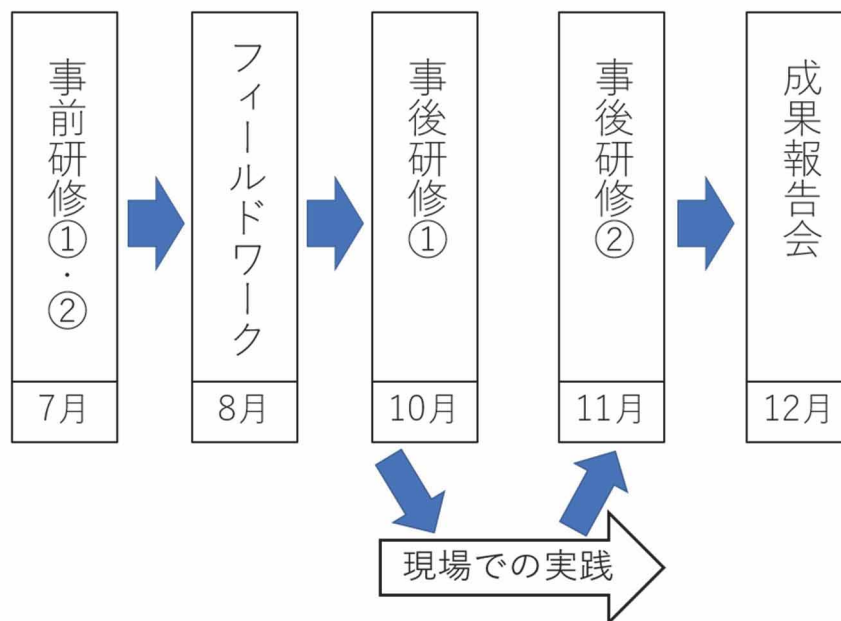 事前研修①・②
7月
フィールドワーク
8月
事後研修①
10月
事後研修②
11月
成果報告会
12月
現場での実践